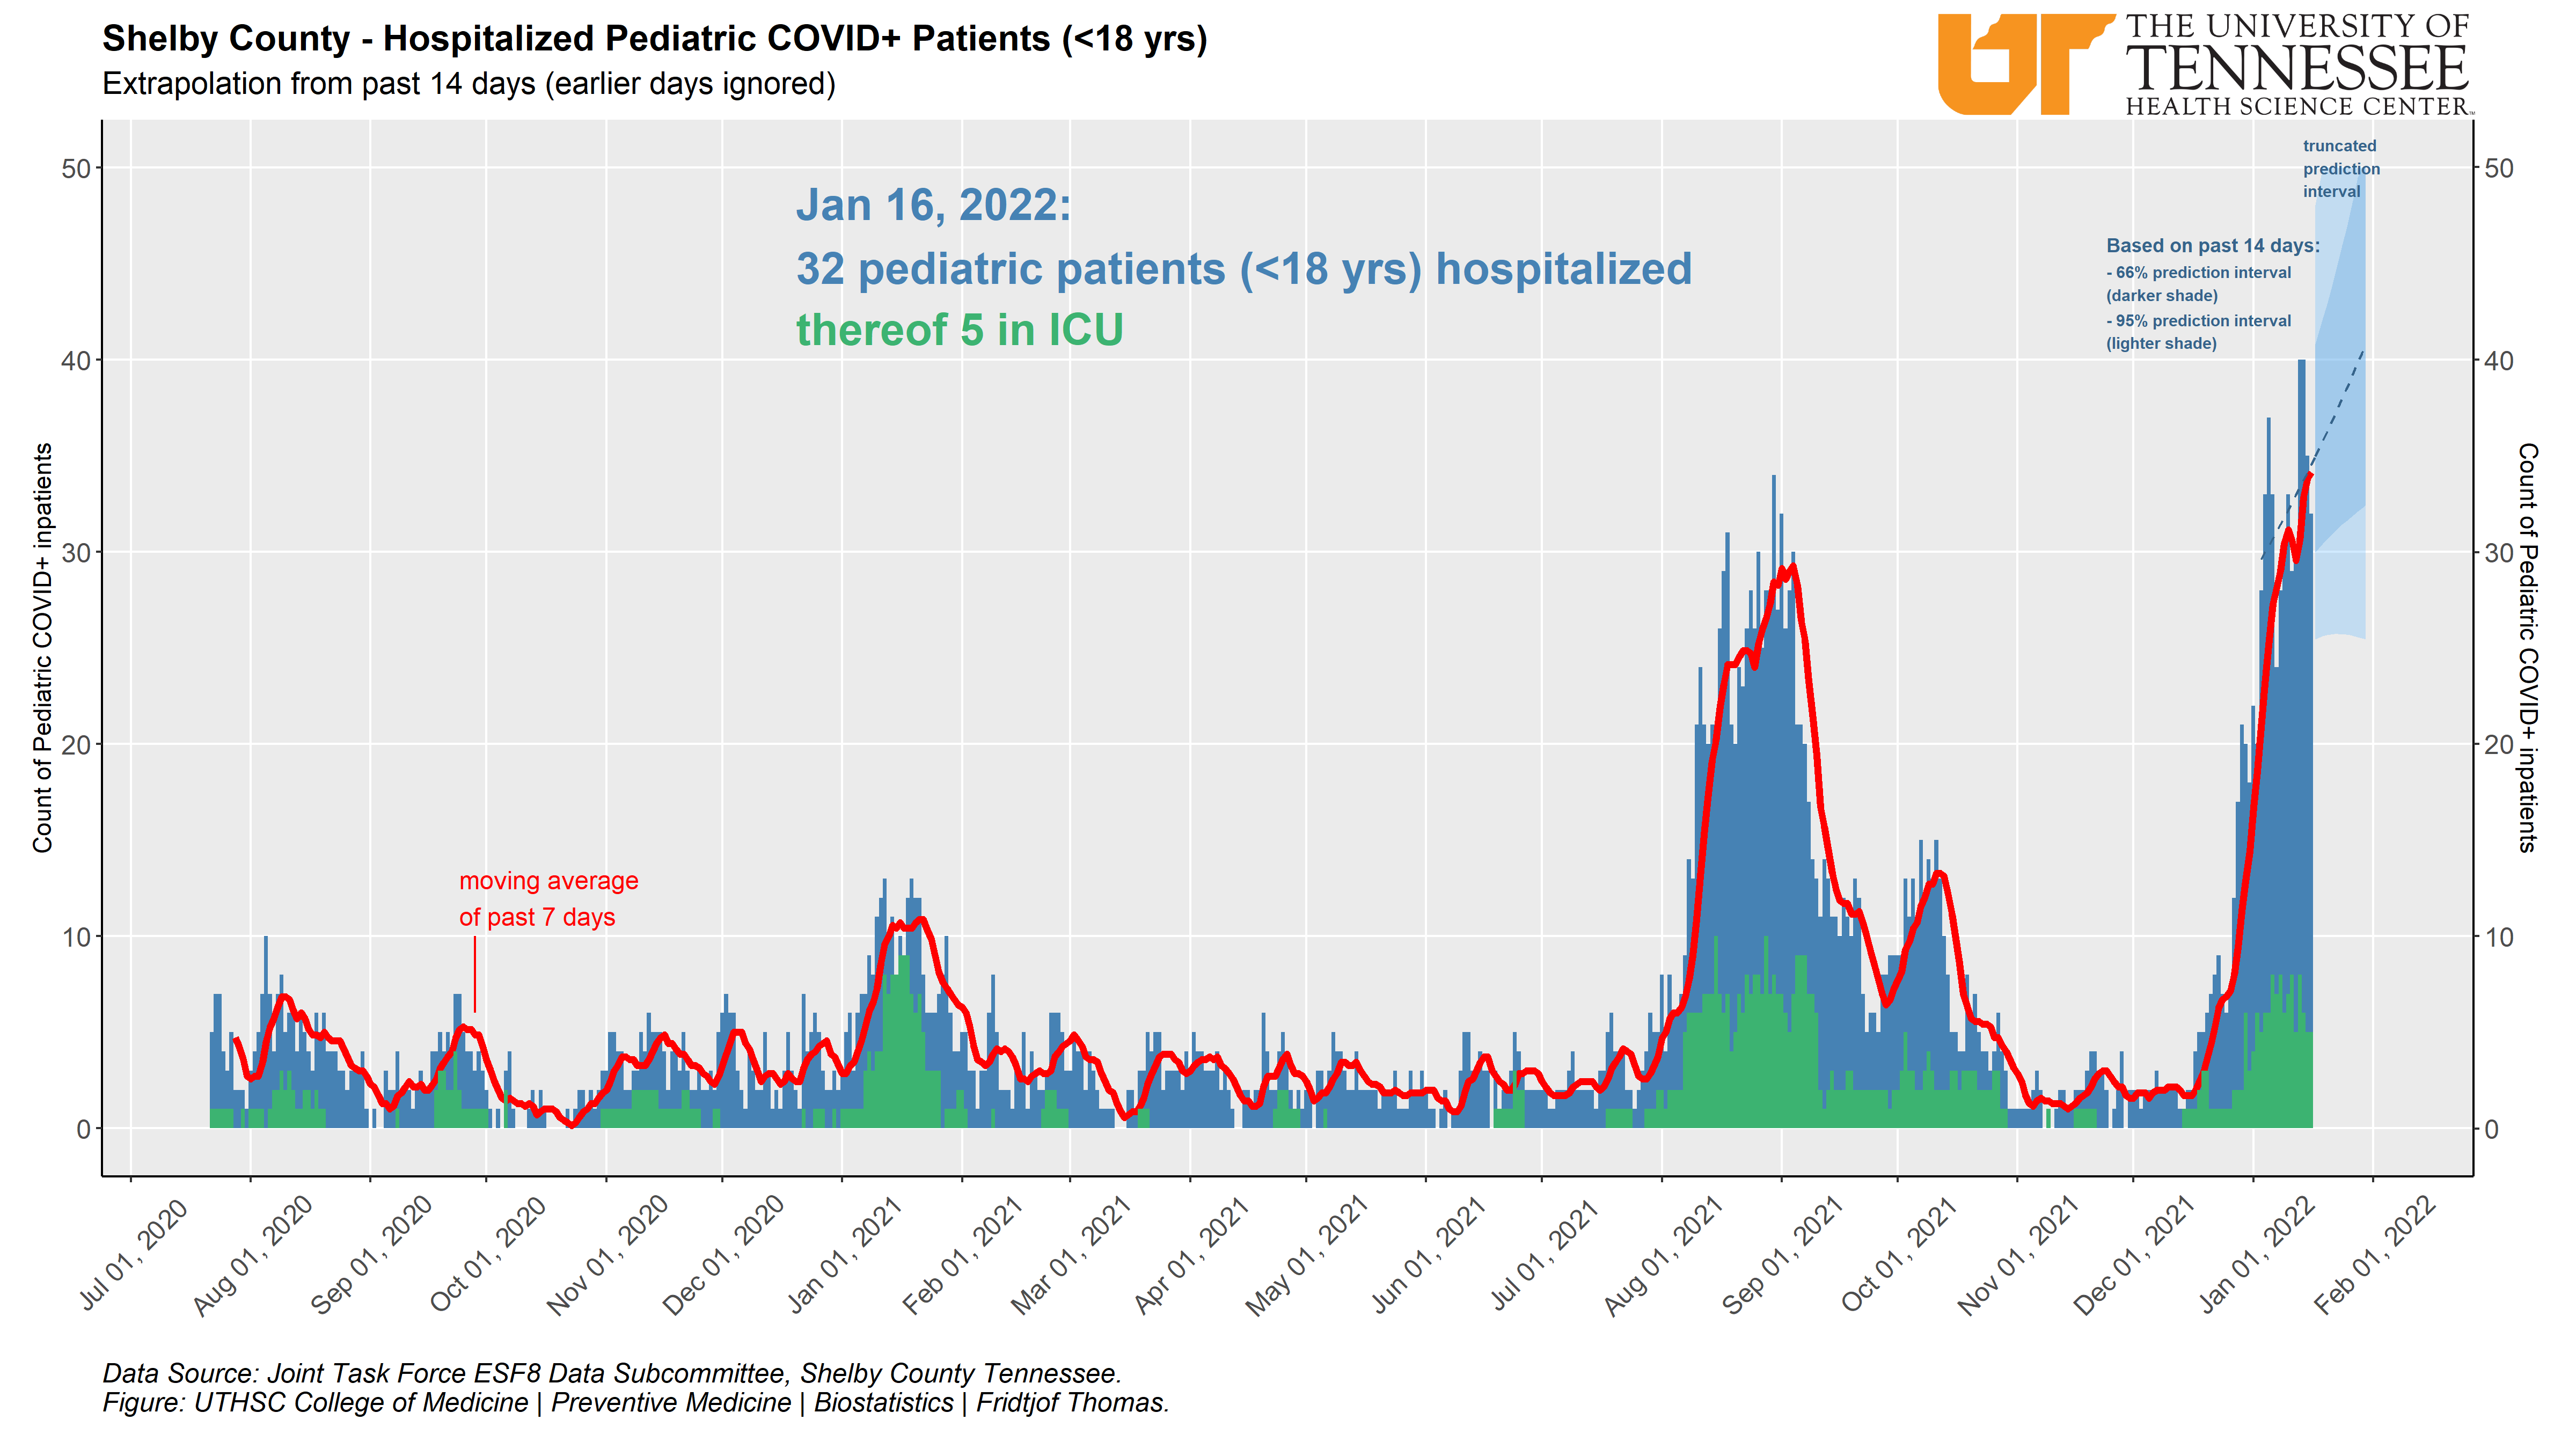 Shelby County - Hospitalized Pediatric COVID+ Patients (<18 yrs)
Extrapolation from past 14 days (earlier days ignored)
THE UNIVERSITY OF
TENNESSEE
HEALTH SCIENCE CENTER
truncated
prediction
interval
Jan 16, 2022:
32 pediatric patients (<18 yrs) hospitalized
thereof 5 in ICU
Based on past 14 days:
- 66% prediction interval
(darker shade)
- 95% prediction interval
(lighter shade)
moving average
of past 7 days
Count of Pediatric COVID+ inpatients
50
40
30
20
10
0
50
40
30
20
10
0
Count of Pediatric COVID+ inpatients
Jul 01, 2020
Aug 01, 2020
Sep 01, 2020
Oct 01, 2020
Nov 01, 2020
Dec 01, 2020
Jan 01, 2021
Feb 01, 2021
Mar 01, 2021
Apr 01, 2021
May 01, 2021
Jun 01, 2021
Jul 01, 2021
Aug 01, 2021
Sep 01, 2021
Oct 01, 2021
Nov 01, 2021
Dec 01, 2021
Jan 01, 2022
Feb 01, 2022
Data Source: Joint Task Force ESF8 Data Subcommittee, Shelby County Tennessee.
Figure: UTHSC College of Medicine | Preventive Medicine | Biostatistics | Fridtjof Thomas.